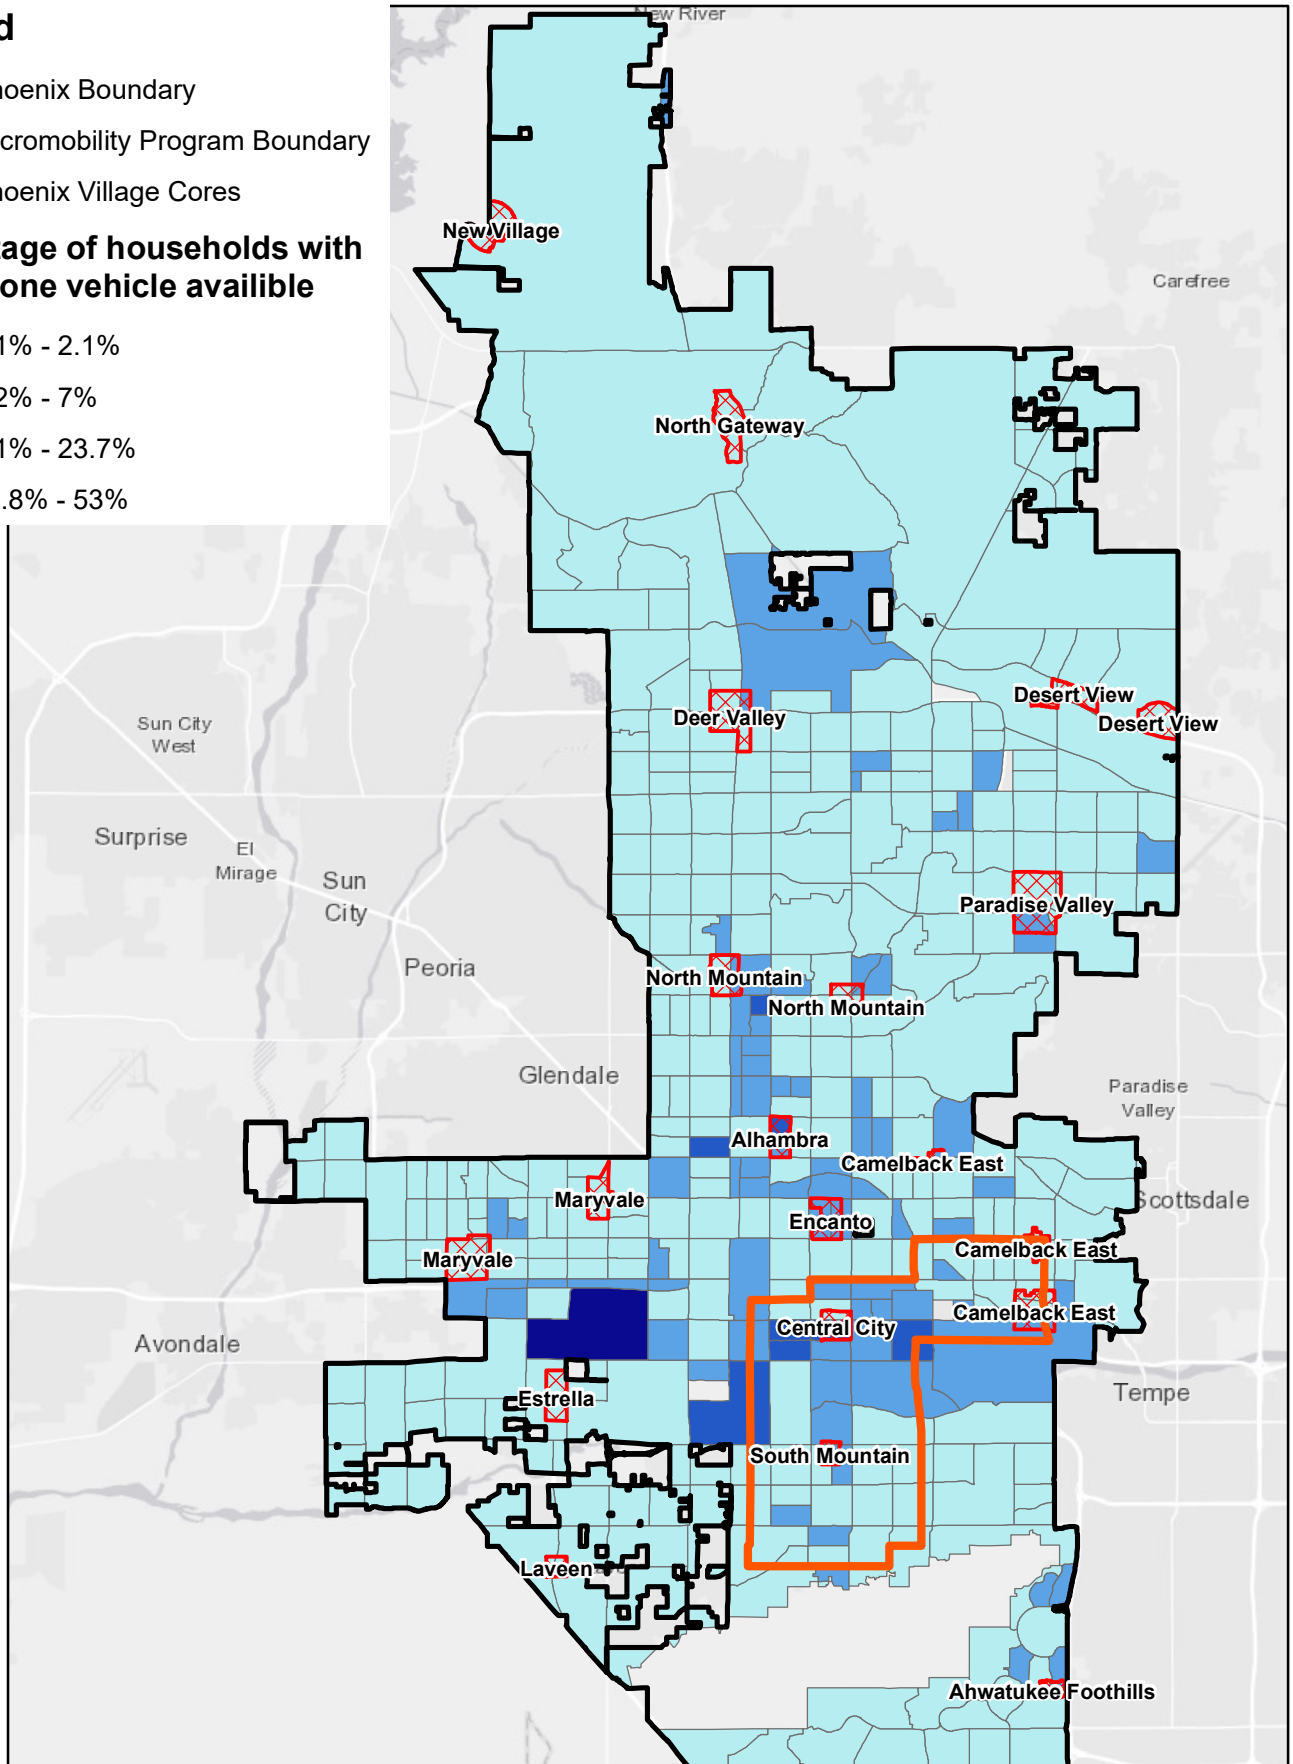 d
hoenix Boundary
cromobility Program Boundary
hoenix Village Cores
tage of households with
one vehicle availible
1% - 2.1%
2% - 7%
1% - 23.7%
.8% - 53%
New River
New Village
Carefree
North Gateway
Desert View
Desert View
Deer Valley
Sun City
West
Surprise
El
Mirage
Sun
City
Paradise Valley
Peoria
North Mountain
North Mountain
Glendale
Paradise
Valley
Alhambra
Camelback East
Maryvale
Scottsdale
Encanto
Maryvale
Camelback East
Camelback East
Central City
Avondale
Tempe
Estrella
South Mountain
Laveen
Ahwatukee Foothills